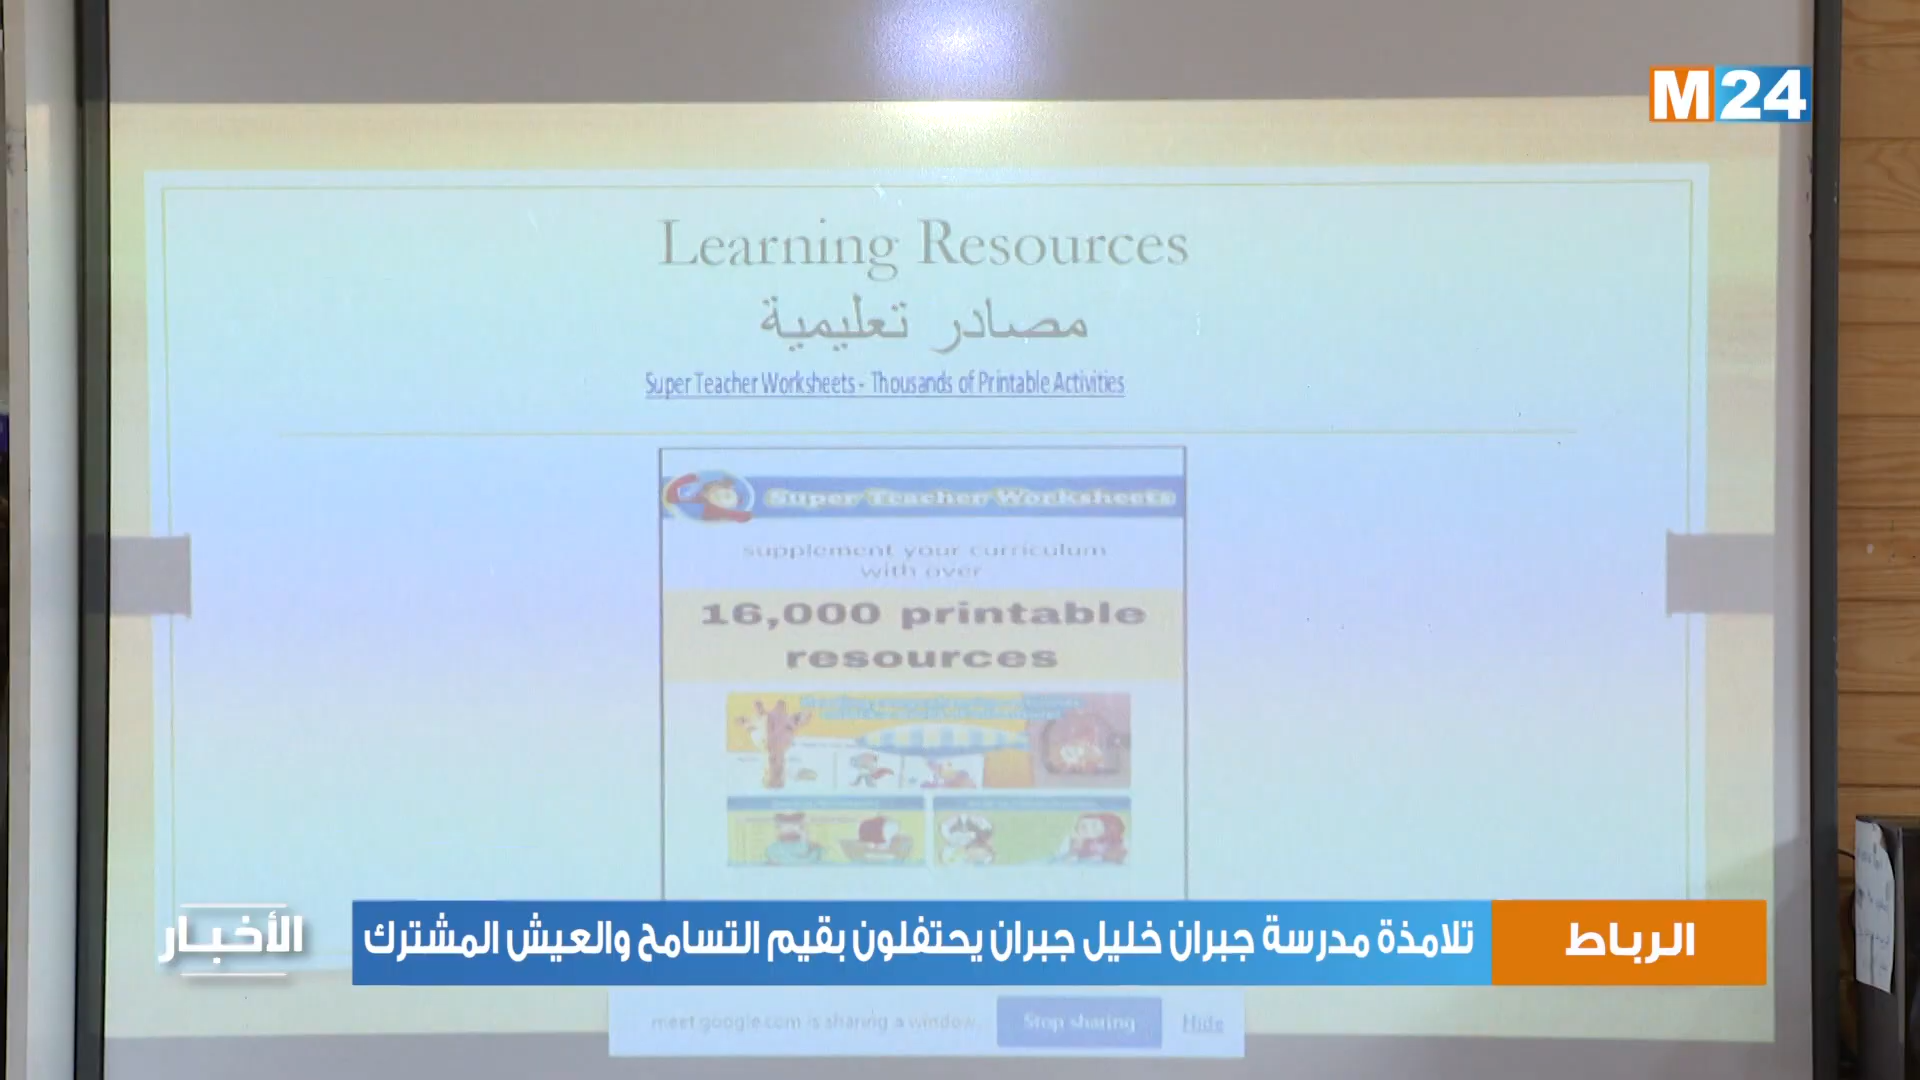 M24
Learning Resources
مصادر تعليمية
Super Teacher Worksheets - Thousands of Printable Activities
Super Teacher Worksheets
supplement your curriculum
with over
16,000 printable
resources
الرباط
تلامذة مدرسة جبران خليل جبران يحتفلون بقيم التسامح والعيش المشترك
الأخبار
meet.google.com is sharing a window.
Stop sharing
Hide